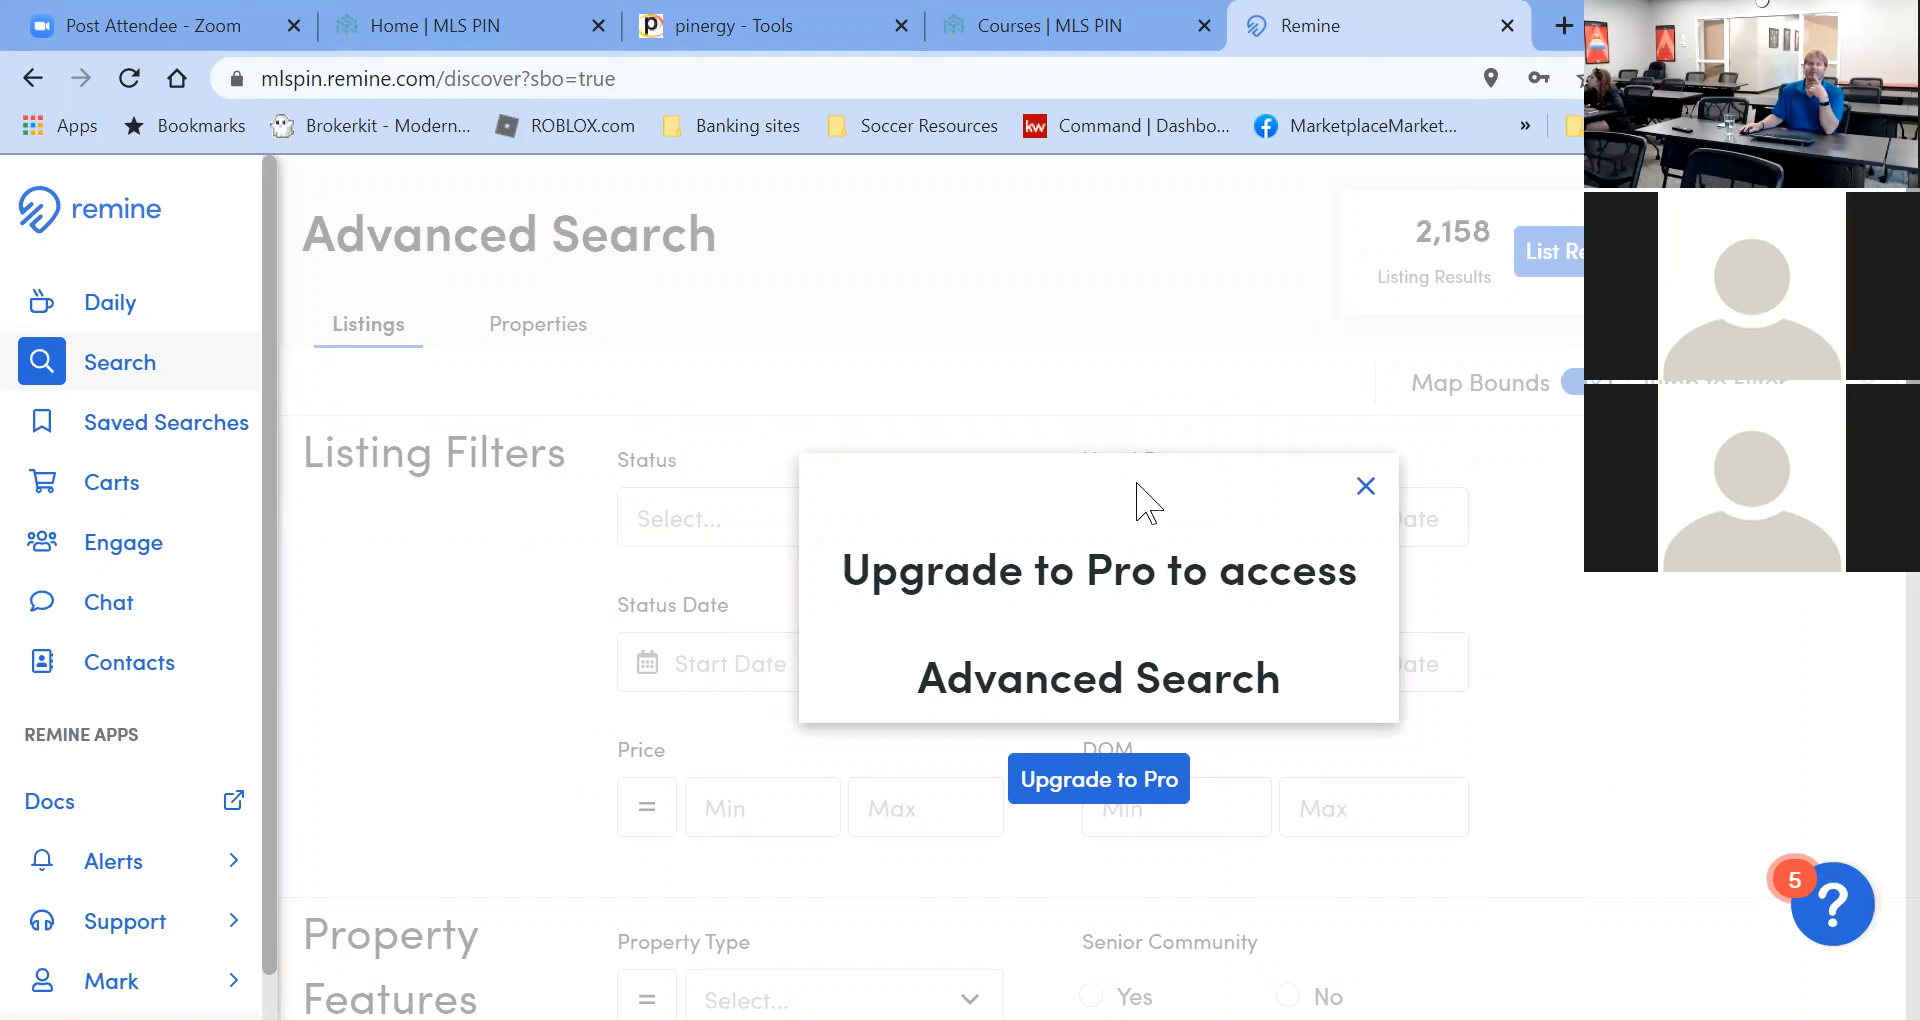 Post Attendee - Zoom
Home | MLS PIN
pinergy - Tools
Courses | MLS PIN
Remine
mlspin.remine.com/discover?sbo=true
Apps
Bookmarks
Brokerkit - Modern...
ROBLOX.com
Banking sites
Soccer Resources
kw
Command | Dashbo...
MarketplaceMarket...
»
remine
Daily
Search
Saved Searches
Carts
Engage
Chat
Contacts
REMINE APPS
Docs
Alerts
Support
Mark
Advanced Search
2,158
Listing Results
List Re
Listings
Properties
Map Bounds
Listing Filters
Status
Select...
ate
Upgrade to Pro to access
Advanced Search
Status Date
Start Date
ate
Price
DOM
Upgrade to Pro
=
Min
Max
Min
Max
5
?
Property
Features
Property Type
=
Select...
Senior Community
Yes
No